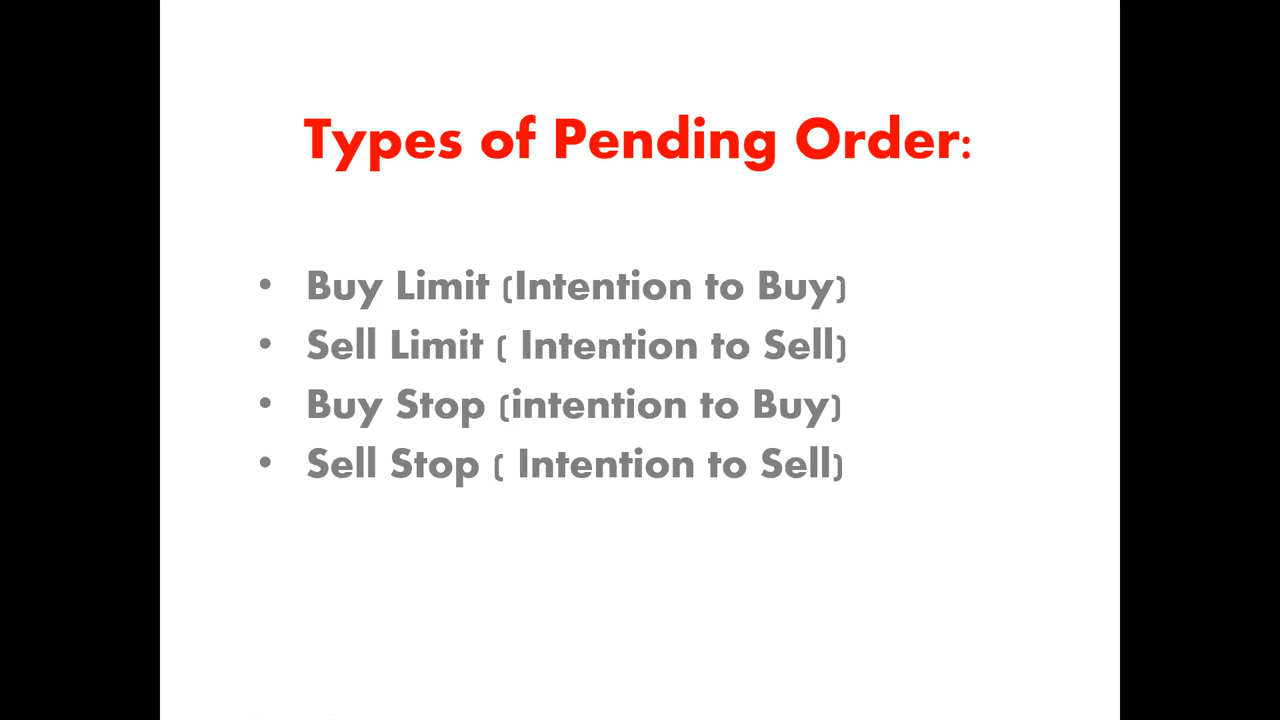 Types of Pending Order:
• Buy Limit (Intention to Buy)
• Sell Limit ( Intention to Sell)
• Buy Stop (intention to Buy)
• Sell Stop ( Intention to Sell)